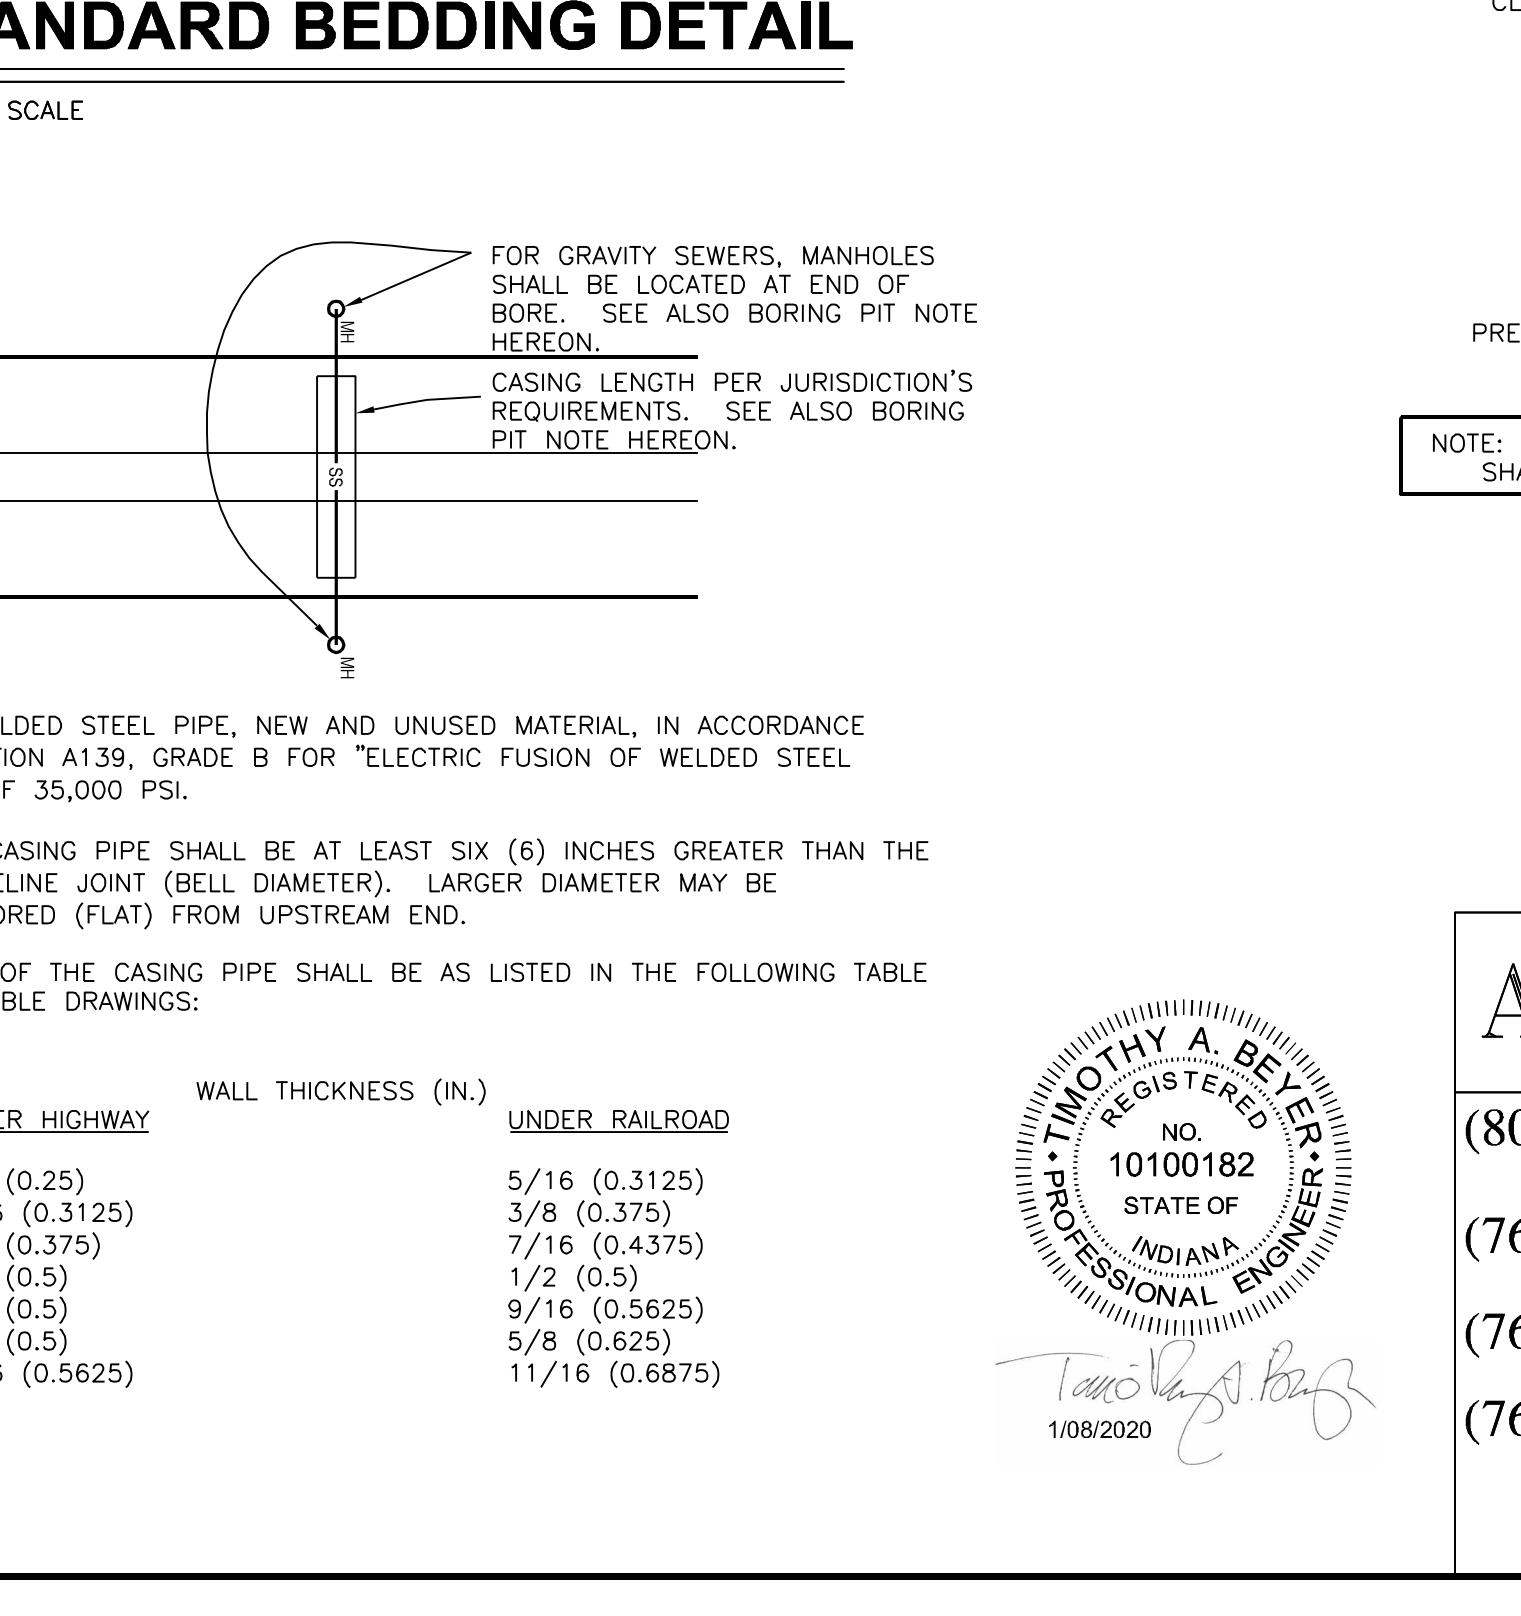 ANDARD BEDDING DETAIL
SCALE
FOR GRAVITY SEWERS, MANHOLES
SHALL BE LOCATED AT END OF
BORE. SEE ALSO BORING PIT NOTE
HEREON.
MH
CASING LENGTH PER JURISDICTION'S
REQUIREMENTS. SEE ALSO BORING
PIT NOTE HEREON.
SS
MH
LDED STEEL PIPE, NEW AND UNUSED MATERIAL, IN ACCORDANCE
TION A139, GRADE B FOR "ELECTRIC FUSION OF WELDED STEEL
F 35,000 PSI.
CASING PIPE SHALL BE AT LEAST SIX (6) INCHES GREATER THAN THE
ELINE JOINT (BELL DIAMETER). LARGER DIAMETER MAY BE
ORED (FLAT) FROM UPSTREAM END.
OF THE CASING PIPE SHALL BE AS LISTED IN THE FOLLOWING TABLE
BLE DRAWINGS:
WALL THICKNESS (IN.)
ER HIGHWAY UNDER RAILROAD
(0.25) 5/16 (0.3125)
6 (0.3125) 3/8 (0.375)
(0.375) 7/16 (0.4375)
(0.5) 1/2 (0.5)
(0.5) 9/16 (0.5625)
(0.5) 5/8 (0.625)
6 (0.5625) 11/16 (0.6875)
TIMOTHY A. BEYER
REGISTERED
NO.
10100182
STATE OF
INDIANA
PROFESSIONAL ENGINEER
1/08/2020
PRE
NOTE:
SHA
A
(80
(76
(76
(76